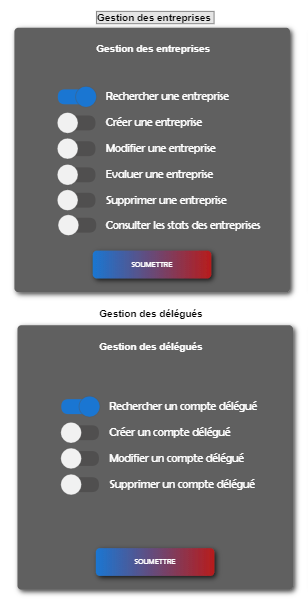 Gestion des entreprises
Gestion des entreprises
Rechercher une entreprise
Créer une entreprise
Modifier une entreprise
Evaluer une entreprise
Supprimer une entreprise
Consulter les stats des entreprises
SOUMETTRE
Gestion des délégués
Gestion des délégués
Rechercher un compte délégué
Créer un compte délégué
Modifier un compte délégué
Supprimer un compte délégué
SOUMETTRE